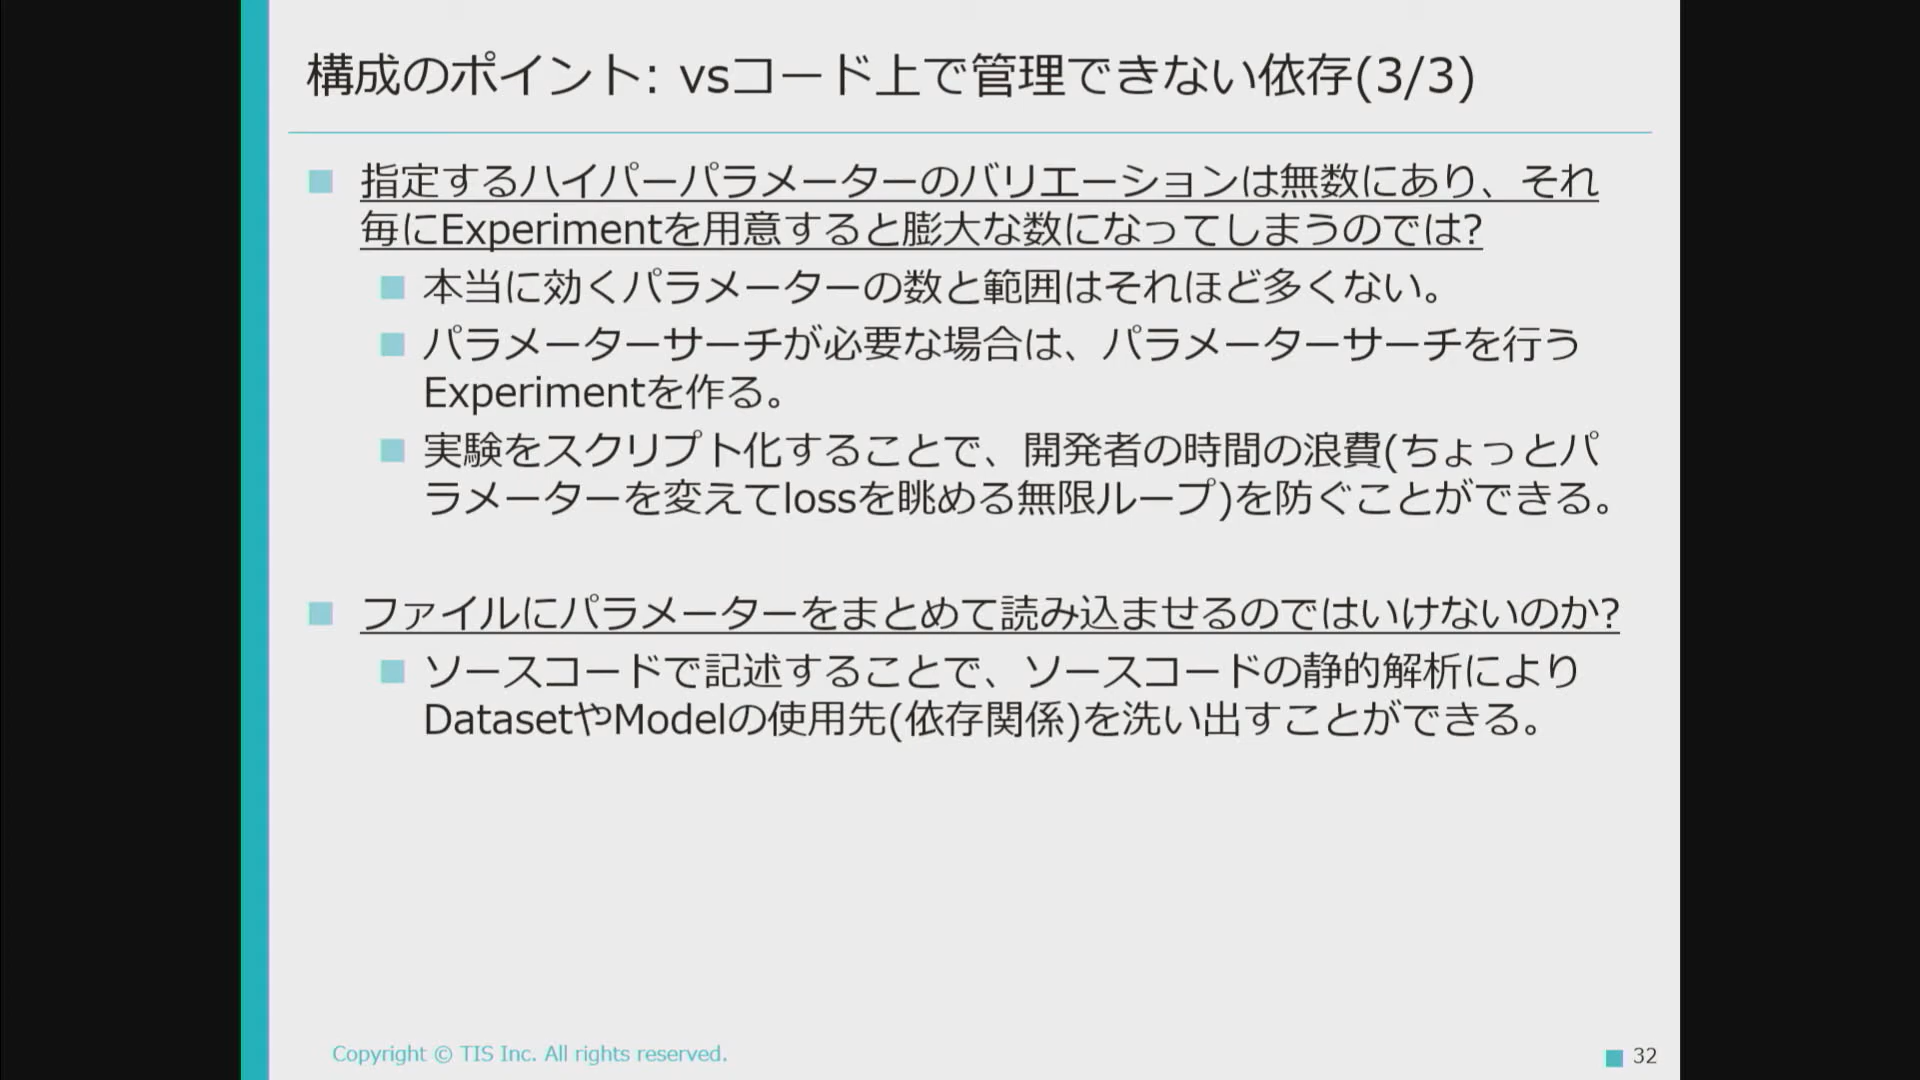 構成のポイント: vsコード上で管理できない依存(3/3)
指定するハイパーパラメーターのバリエーションは無数にあり、それ
毎にExperimentを用意すると膨大な数になってしまうのでは?
本当に効くパラメーターの数と範囲はそれほど多くない。
パラメーターサーチが必要な場合は、パラメーターサーチを行う
Experimentを作る。
実験をスクリプト化することで、開発者の時間の浪費(ちょっとパ
ラメーターを変えてlossを眺める無限ループ)を防ぐことができる。
ファイルにパラメーターをまとめて読み込ませるのではいけないのか?
ソースコードで記述することで、ソースコードの静的解析により
DatasetやModelの使用先(依存関係)を洗い出すことができる。
Copyright © TIS Inc. All rights reserved.
32